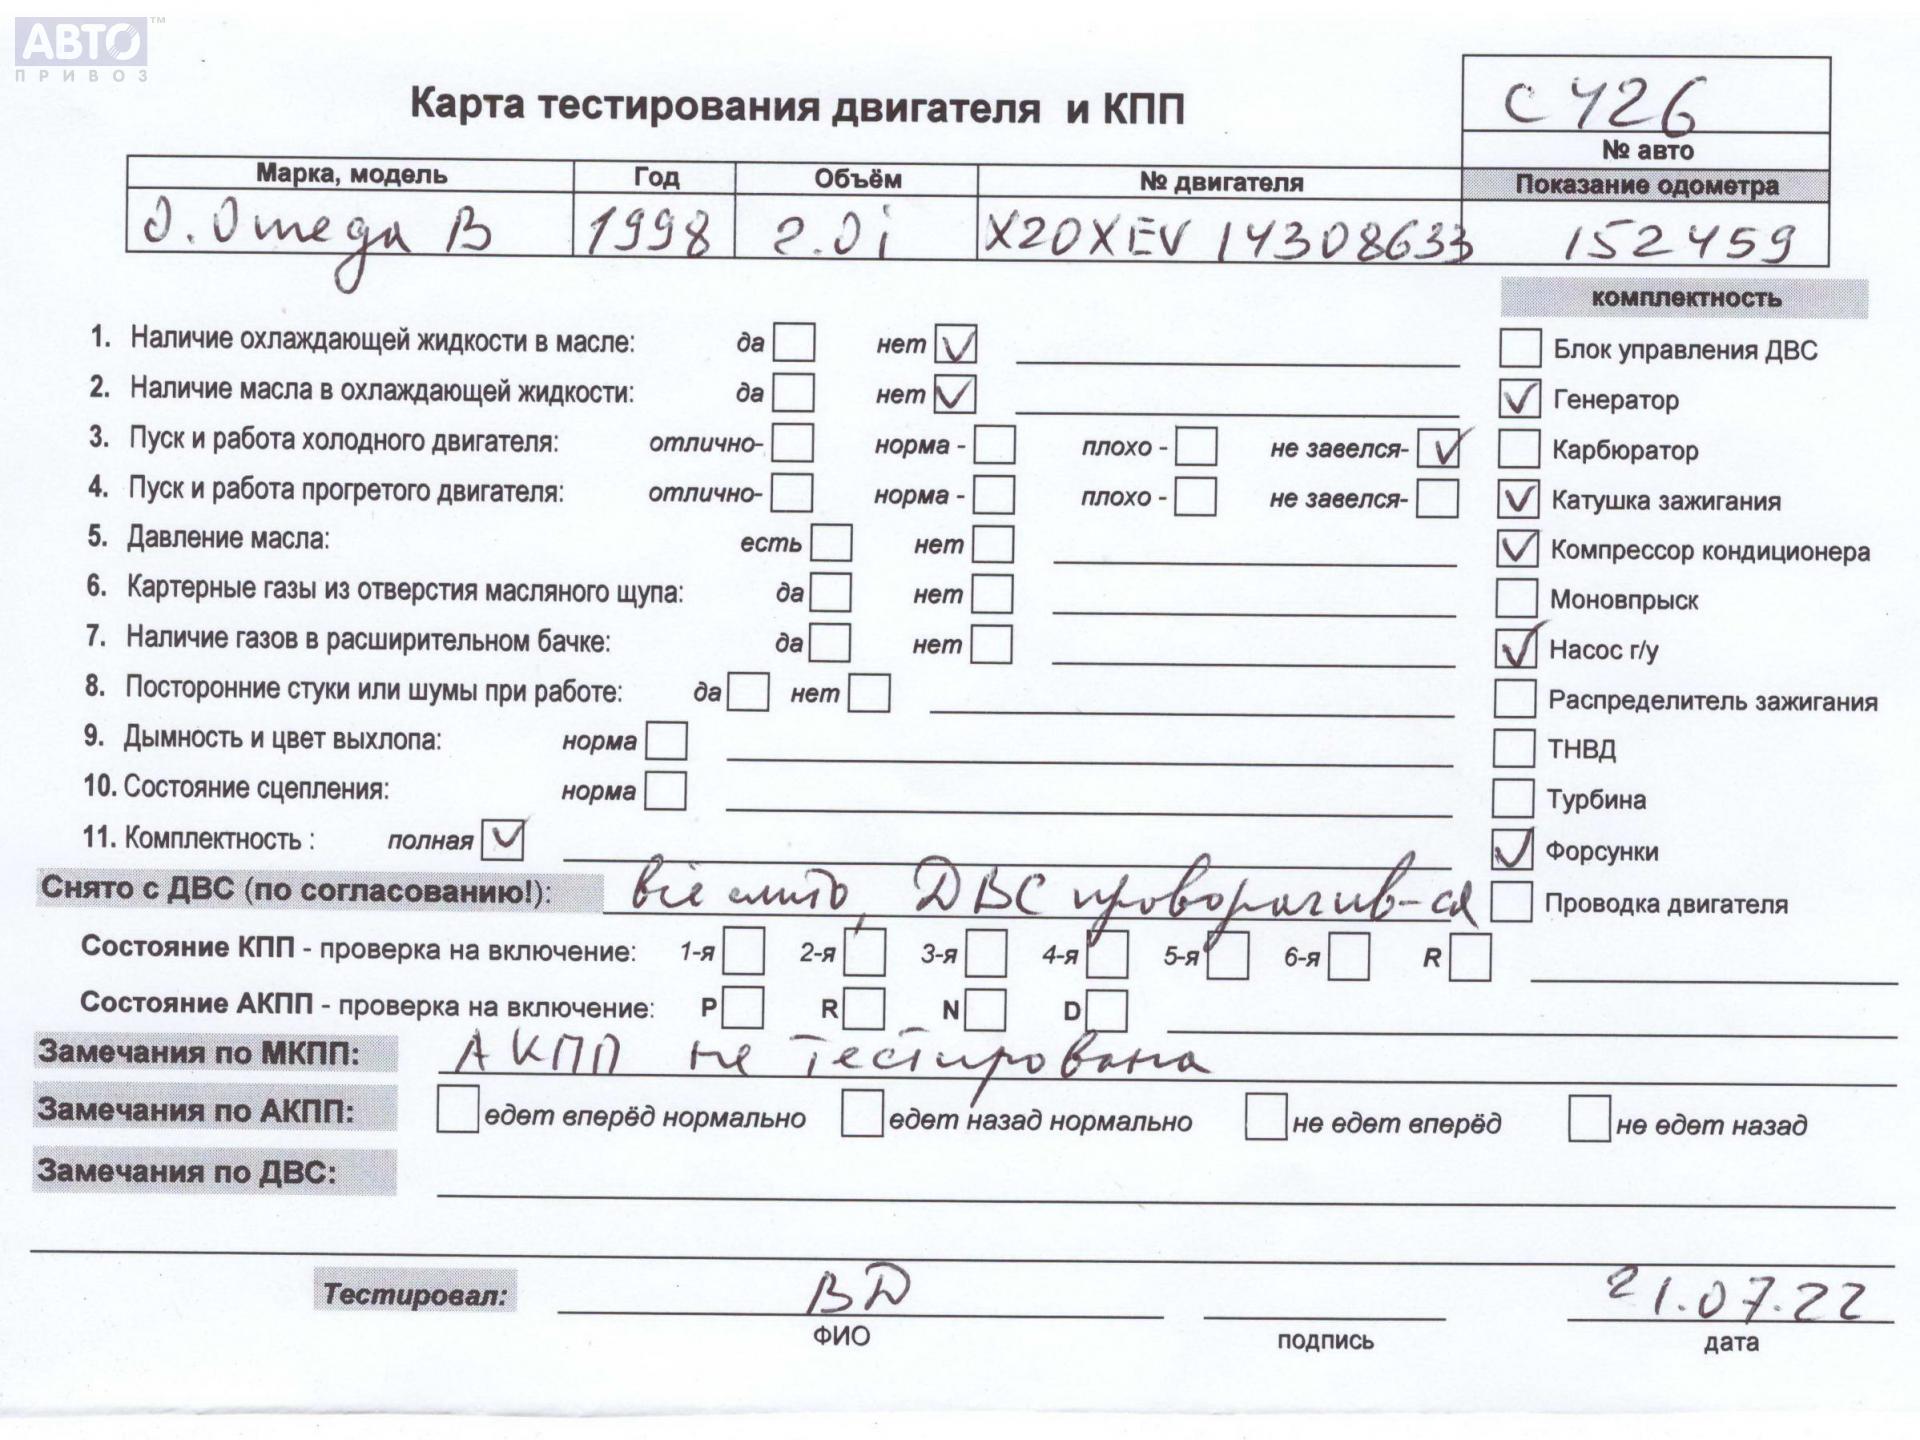 АВТО™
ПРИВОЗ
С426
Карта тестирования двигателя и КПП
№ авто
Марка, модель Год Объём № двигателя Показание одометра
O. Omega B 1998 2.0i X20XEV 14308633 152459
комплектность
1. Наличие охлаждающей жидкости в масле: да нет ✓
Блок управления ДВС
2. Наличие масла в охлаждающей жидкости: да нет ✓
✓ Генератор
3. Пуск и работа холодного двигателя: отлично- норма - плохо - не завелся- ✓
Карбюратор
4. Пуск и работа прогретого двигателя: отлично- норма - плохо - не завелся-
✓ Катушка зажигания
5. Давление масла: есть нет
✓ Компрессор кондиционера
6. Картерные газы из отверстия масляного щупа: да нет
Моновпрыск
7. Наличие газов в расширительном бачке: да нет
✓ Насос г/у
8. Посторонние стуки или шумы при работе: да нет
Распределитель зажигания
9. Дымность и цвет выхлопа: норма
ТНВД
10. Состояние сцепления: норма
Турбина
11. Комплектность : полная ✓
✓ Форсунки
Снято с ДВС (по согласованию!): всё слито, ДВС проворачив-ся
Проводка двигателя
Состояние КПП - проверка на включение: 1-я 2-я 3-я 4-я 5-я 6-я R
Состояние АКПП - проверка на включение: P R N D
Замечания по МКПП: АКПП не тестирована
Замечания по АКПП: едет вперёд нормально едет назад нормально не едет вперёд не едет назад
Замечания по ДВС:
Тестировал: ВД 21.07.22
ФИО подпись дата